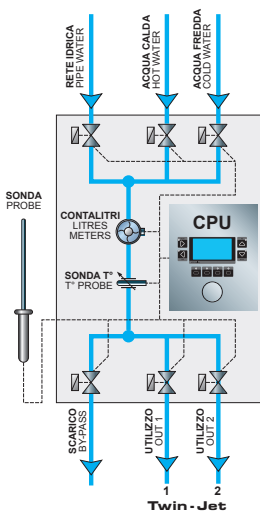 RETE IDRICA
PIPE WATER
ACQUA CALDA
HOT WATER
ACQUA FREDDA
COLD WATER
SONDA
PROBE
CONTALITRI
LITRES
METERS
CPU
SONDA T°
T° PROBE
SCARICO
BY-PASS
UTILIZZO
OUT 1
UTILIZZO
OUT 2
1
2
Twin-Jet